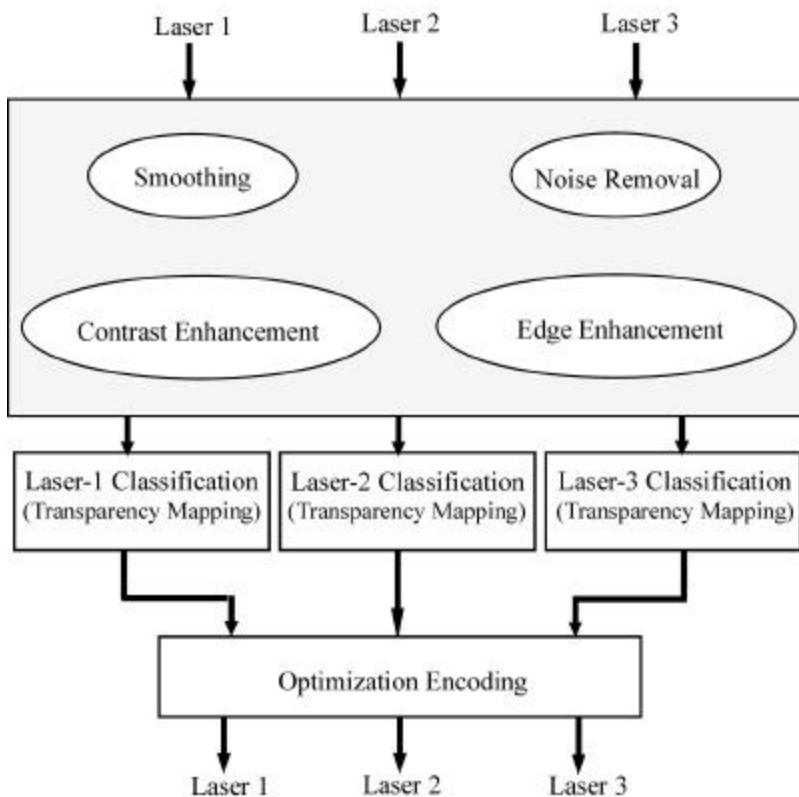 Laser 1
Laser 2
Laser 3
Smoothing
Noise Removal
Contrast Enhancement
Edge Enhancement
Laser-1 Classification
(Transparency Mapping)
Laser-2 Classification
(Transparency Mapping)
Laser-3 Classification
(Transparency Mapping)
Optimization Encoding
Laser 1
Laser 2
Laser 3